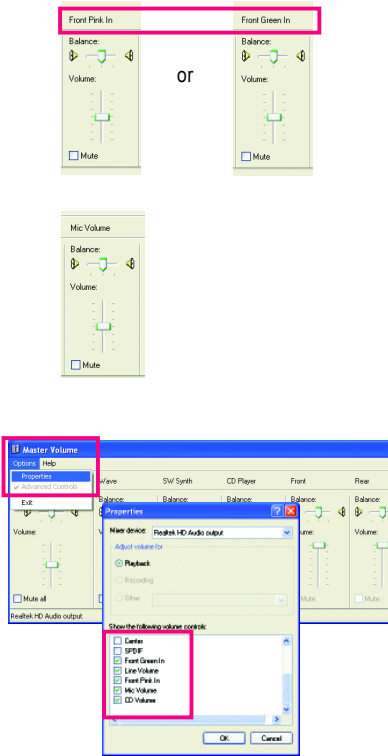 Front Pink In
Front Green In
Balance:
Balance:
Volume:
or
Volume:
Mute
Mute
Mic Volume
Balance:
Volume:
Mute
Master Volume
Options Help
Properties
Advanced Controls
Exit
Wave
SW Synth
CD Player
Front
Rear
Balance:
Balance:
Balance:
Balance:
Balance:
Properties
Mixer device: Realtek HD Audio output
Volume:
Volume:
Volume:
Adjust volume for
Playback
Recording
Other
Mute all
Mute
Mute
Realtek HD Audio output
Show the following volume controls:
Center
SPDIF
Front Green In
Line Volume
Front Pink In
Mic Volume
CD Volume
OK
Cancel